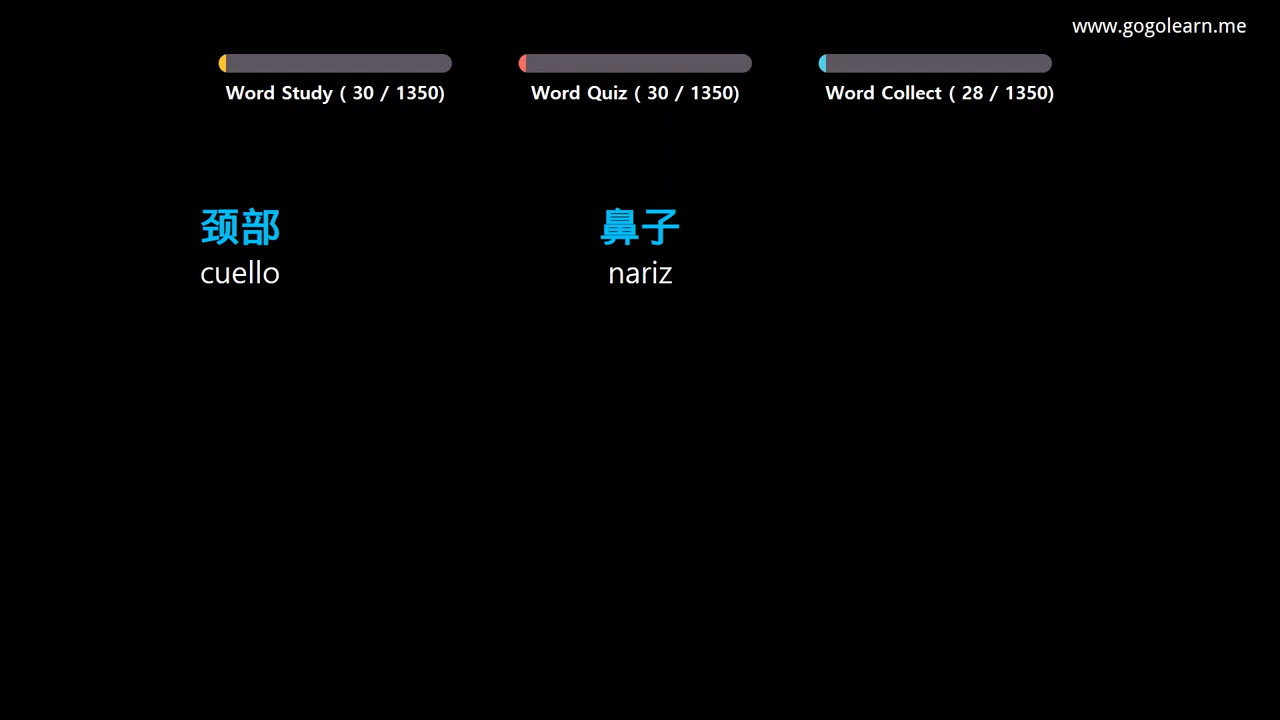 www.gogolearn.me
Word Study ( 30 / 1350)
Word Quiz ( 30 / 1350)
Word Collect ( 28 / 1350)
颈部
cuello
鼻子
nariz